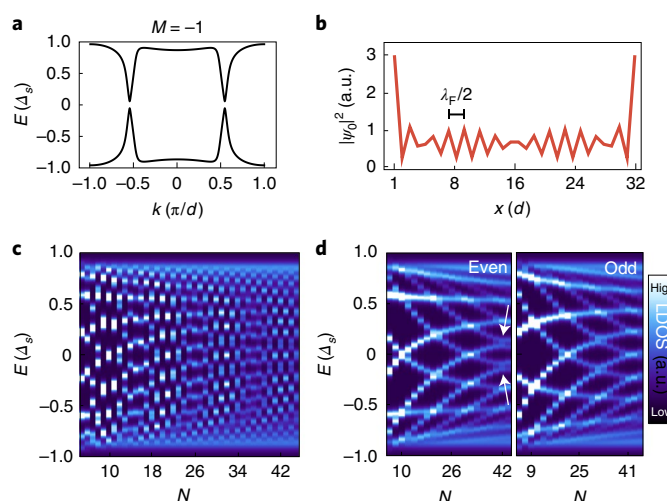 a
M = −1
1.0
0.5
0
−0.5
−1.0
E (Δs)
−1.0 −0.5 0 0.5 1.0
k (π/d)
b
3
2
1
0
|ψ0|² (a.u.)
λF/2
1 8 16 24 32
x (d)
c
1.0
0.5
0
−0.5
−1.0
E (Δs)
10 18 26 34 42
N
d
Even
Odd
1.0
0.5
0
−0.5
−1.0
E (Δs)
10 26 42
9 25 41
N
N
High
LDOS (a.u.)
Low